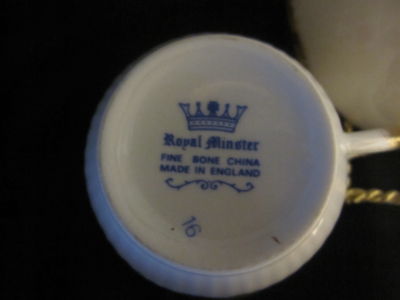 Royal Minster
FINE BONE CHINA
MADE IN ENGLAND
16